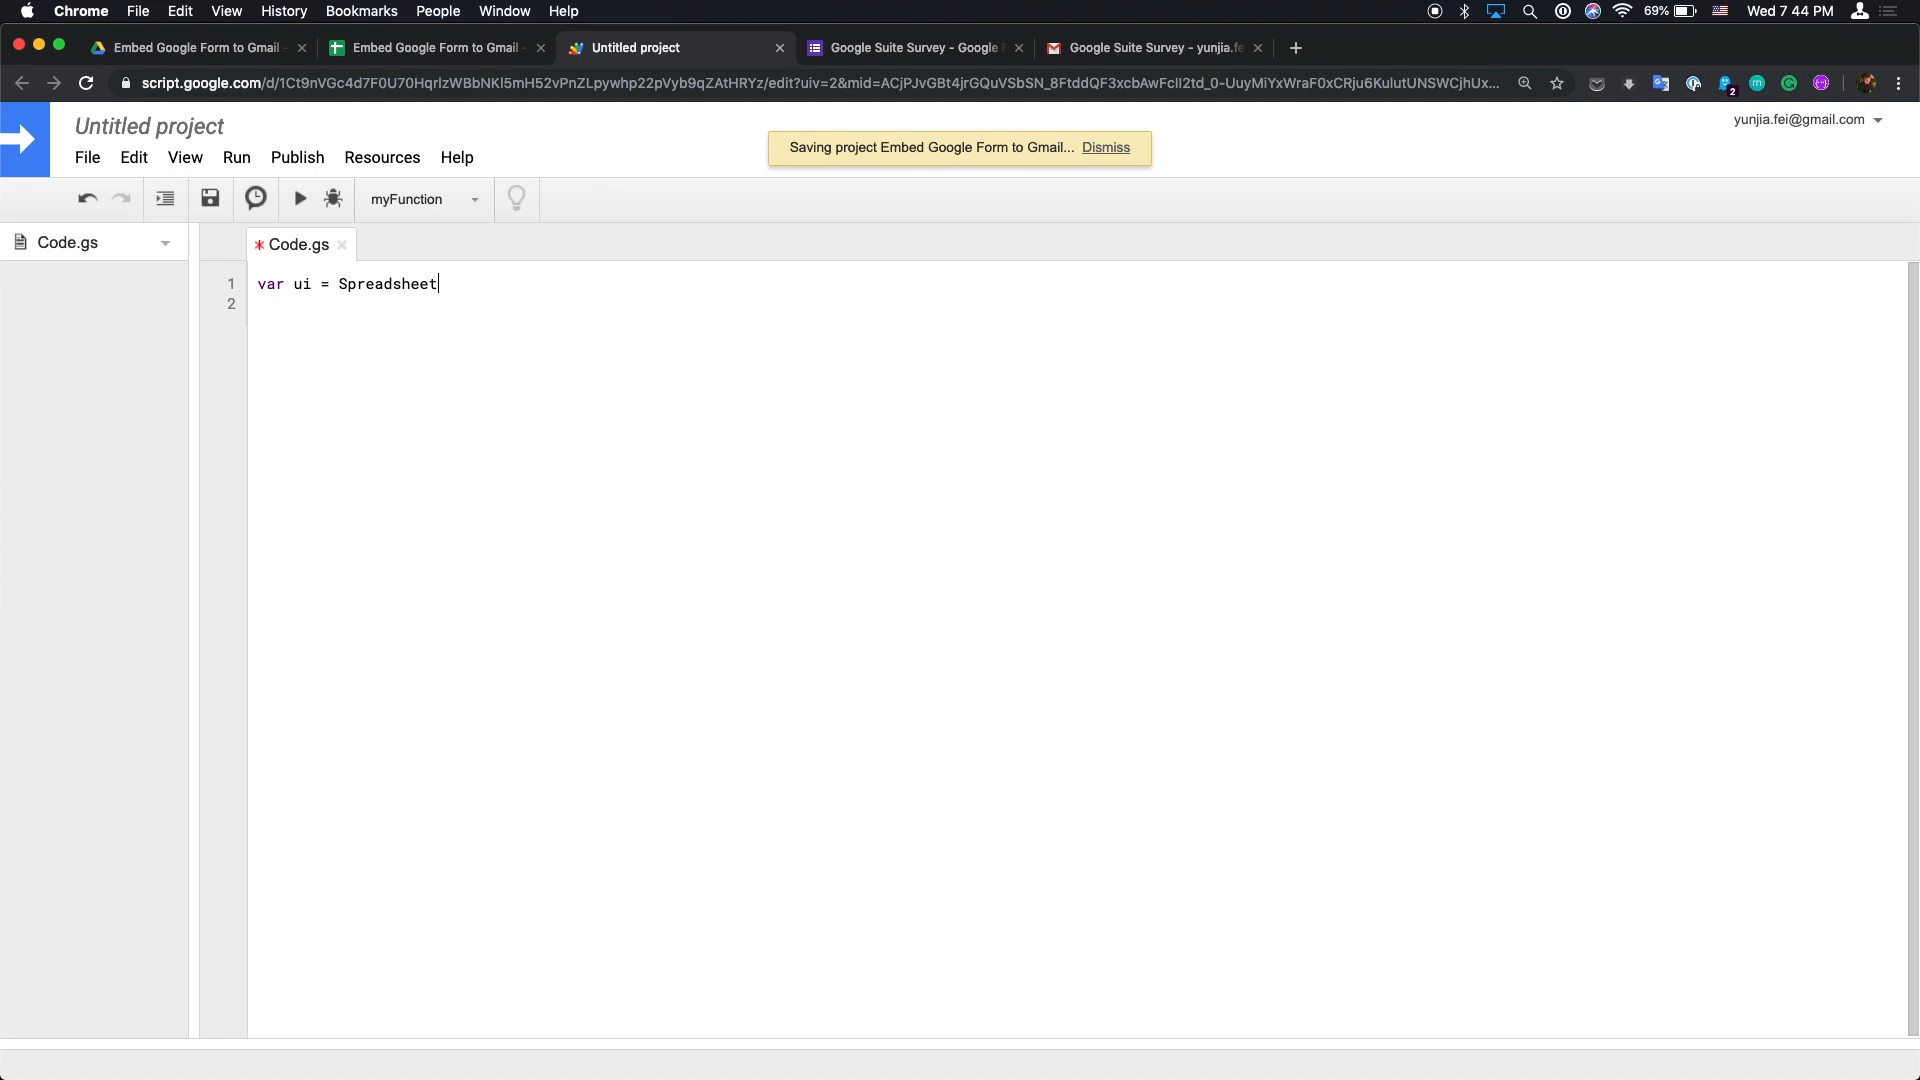 Chrome File Edit View History Bookmarks People Window Help 69% Wed 7 44 PM
Embed Google Form to Gmail - Embed Google Form to Gmail - Untitled project Google Suite Survey - Google F Google Suite Survey - yunjia.fe
script.google.com/d/1Ct9nVGc4d7F0U70HqrlzWBbNKl5mH52vPnZLpywhp22pVyb9qZAtHRYz/edit?uiv=2&mid=ACjPJvGBt4jrGQuVSbSN_8FtddQF3xcbAwFcIl2td_0-UuyMiYxWraF0xCRju6KulutUNSWCjhUx... 2
Untitled project
yunjia.fei@gmail.com
Saving project Embed Google Form to Gmail... Dismiss
File Edit View Run Publish Resources Help
myFunction
Code.gs
* Code.gs
1 var ui = Spreadsheet
2